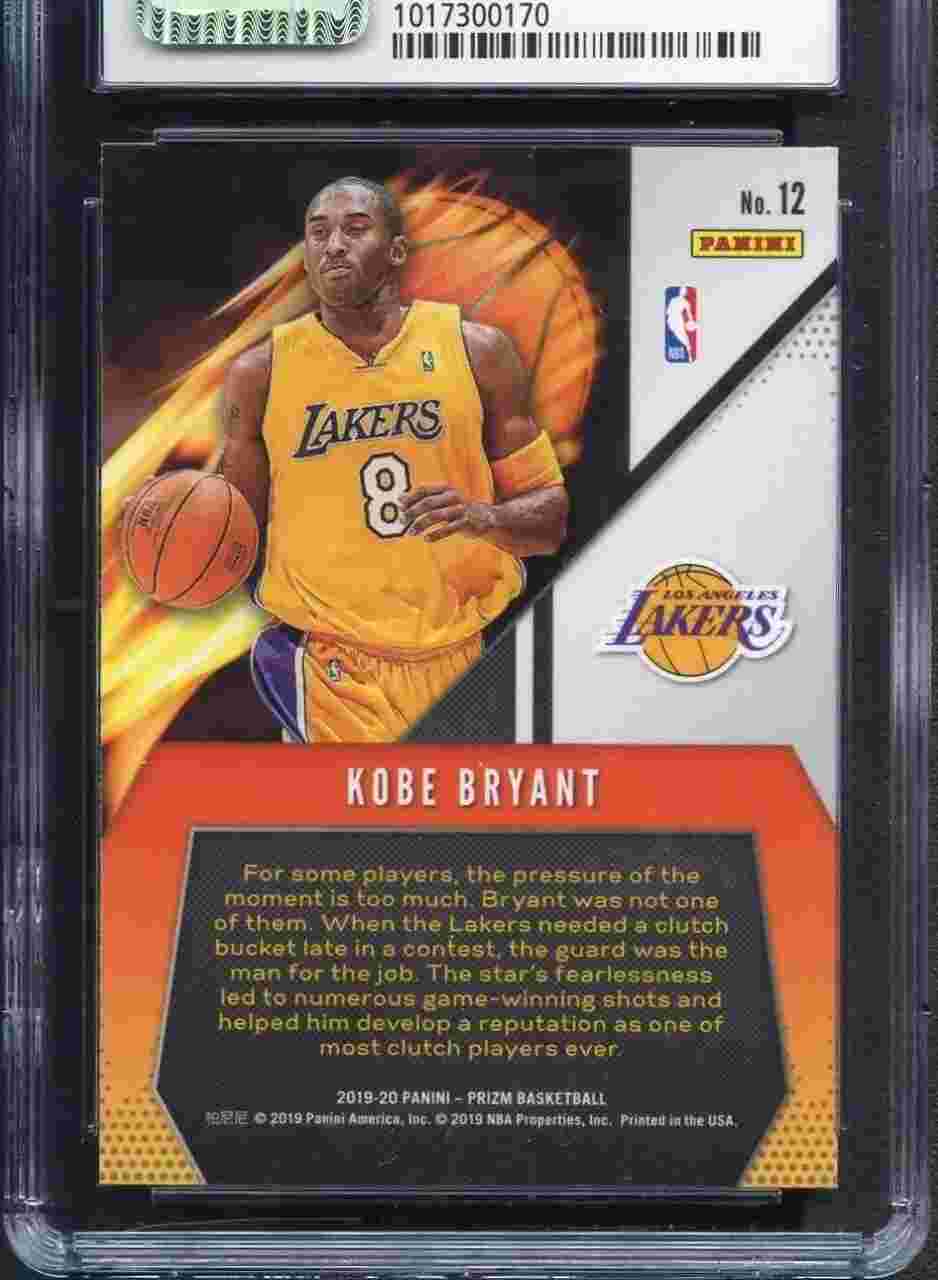 1017300170
No. 12
PANINI
NBA
LAKERS
8
LOS ANGELES
LAKERS
KOBE BRYANT
For some players, the pressure of the
moment is too much. Bryant was not one
of them. When the Lakers needed a clutch
bucket late in a contest, the guard was the
man for the job. The star's fearlessness
led to numerous game-winning shots and
helped him develop a reputation as one of
most clutch players ever.
2019-20 PANINI – PRIZM BASKETBALL
帕尼尼 © 2019 Panini America, Inc. © 2019 NBA Properties, Inc. Printed in the USA.